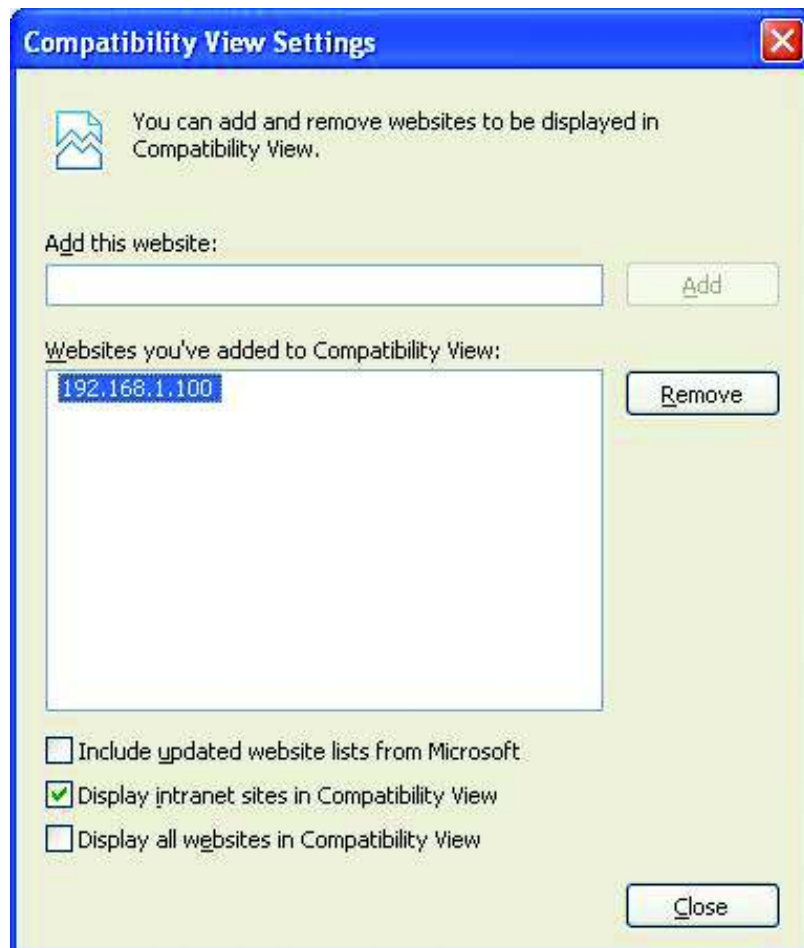 Compatibility View Settings
You can add and remove websites to be displayed in
Compatibility View.
Add this website:
Add
Websites you've added to Compatibility View:
192.168.1.100
Remove
Include updated website lists from Microsoft
Display intranet sites in Compatibility View
Display all websites in Compatibility View
Close